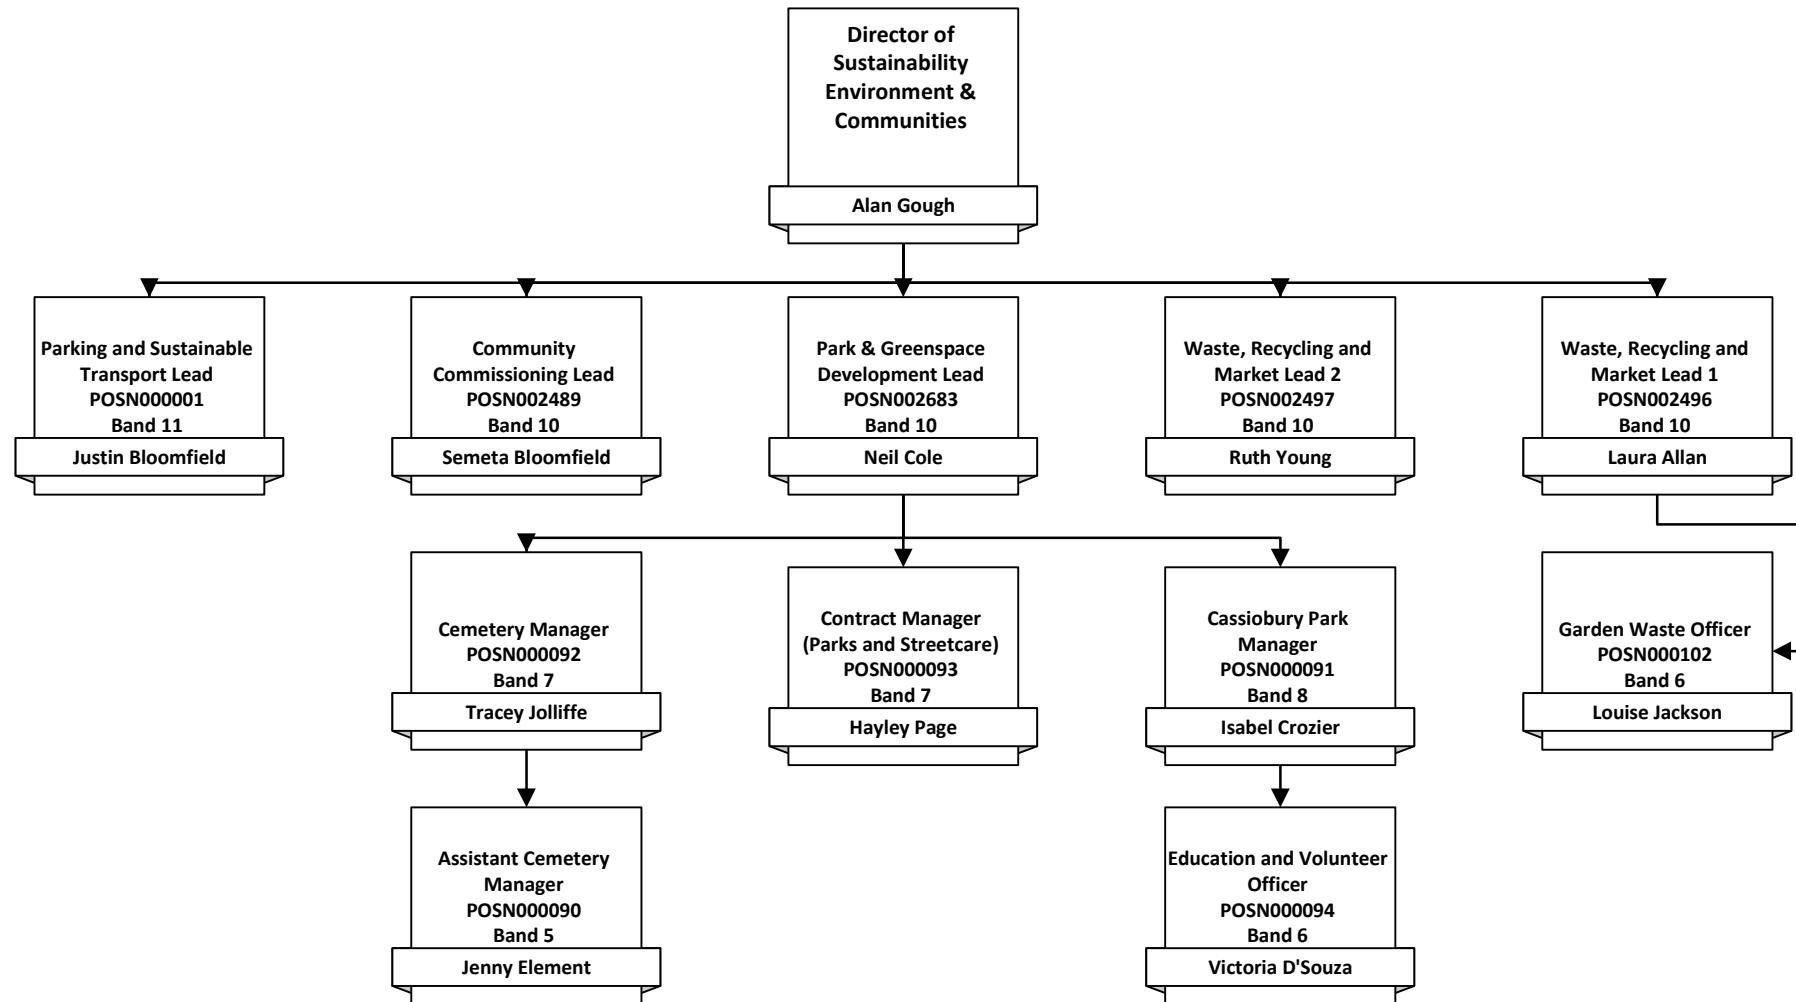 Director of
Sustainability
Environment &
Communities
Alan Gough
Parking and Sustainable
Transport Lead
POSN000001
Band 11
Justin Bloomfield
Community
Commissioning Lead
POSN002489
Band 10
Semeta Bloomfield
Park & Greenspace
Development Lead
POSN002683
Band 10
Neil Cole
Waste, Recycling and
Market Lead 2
POSN002497
Band 10
Ruth Young
Waste, Recycling and
Market Lead 1
POSN002496
Band 10
Laura Allan
Cemetery Manager
POSN000092
Band 7
Tracey Jolliffe
Contract Manager
(Parks and Streetcare)
POSN000093
Band 7
Hayley Page
Cassiobury Park
Manager
POSN000091
Band 8
Isabel Crozier
Garden Waste Officer
POSN000102
Band 6
Louise Jackson
Assistant Cemetery
Manager
POSN000090
Band 5
Jenny Element
Education and Volunteer
Officer
POSN000094
Band 6
Victoria D'Souza